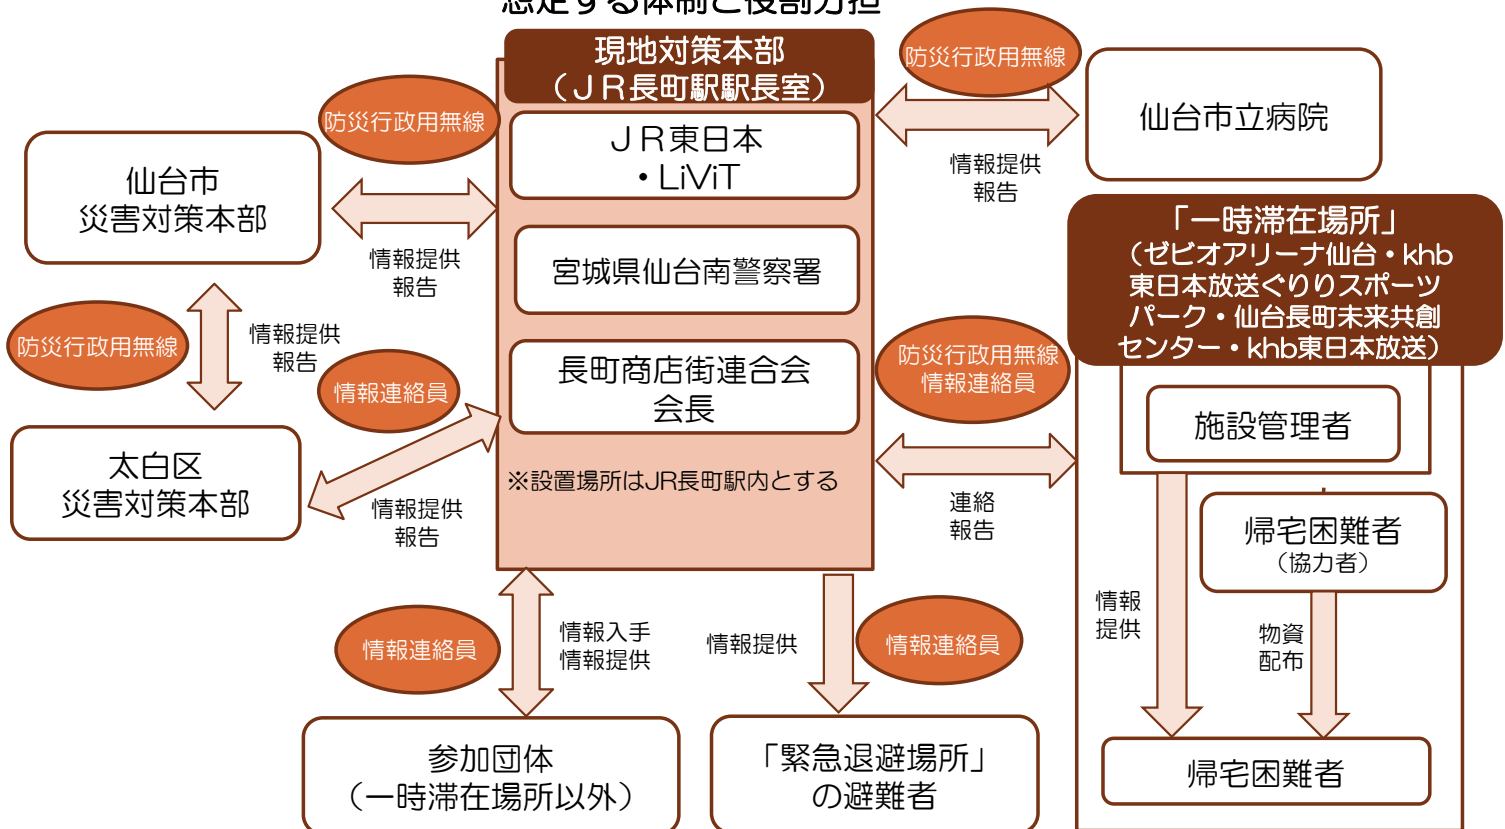 想定する体制と役割分担
現地対策本部
（ＪＲ長町駅駅長室）
防災行政用無線
仙台市立病院
情報提供
報告
防災行政用無線
仙台市
災害対策本部
情報提供
報告
ＪＲ東日本
・LiViT
宮城県仙台南警察署
長町商店街連合会
会長
※設置場所はJR長町駅内とする
防災行政用無線
情報提供
報告
情報連絡員
太白区
災害対策本部
情報提供
報告
「一時滞在場所」
（ゼビオアリーナ仙台・khb
東日本放送ぐりりスポーツ
パーク・仙台長町未来共創
センター・khb東日本放送）
防災行政用無線
情報連絡員
連絡
報告
施設管理者
帰宅困難者
（協力者）
情報
提供
物資
配布
帰宅困難者
情報連絡員
情報入手
情報提供
情報提供
情報連絡員
参加団体
（一時滞在場所以外）
「緊急退避場所」
の避難者